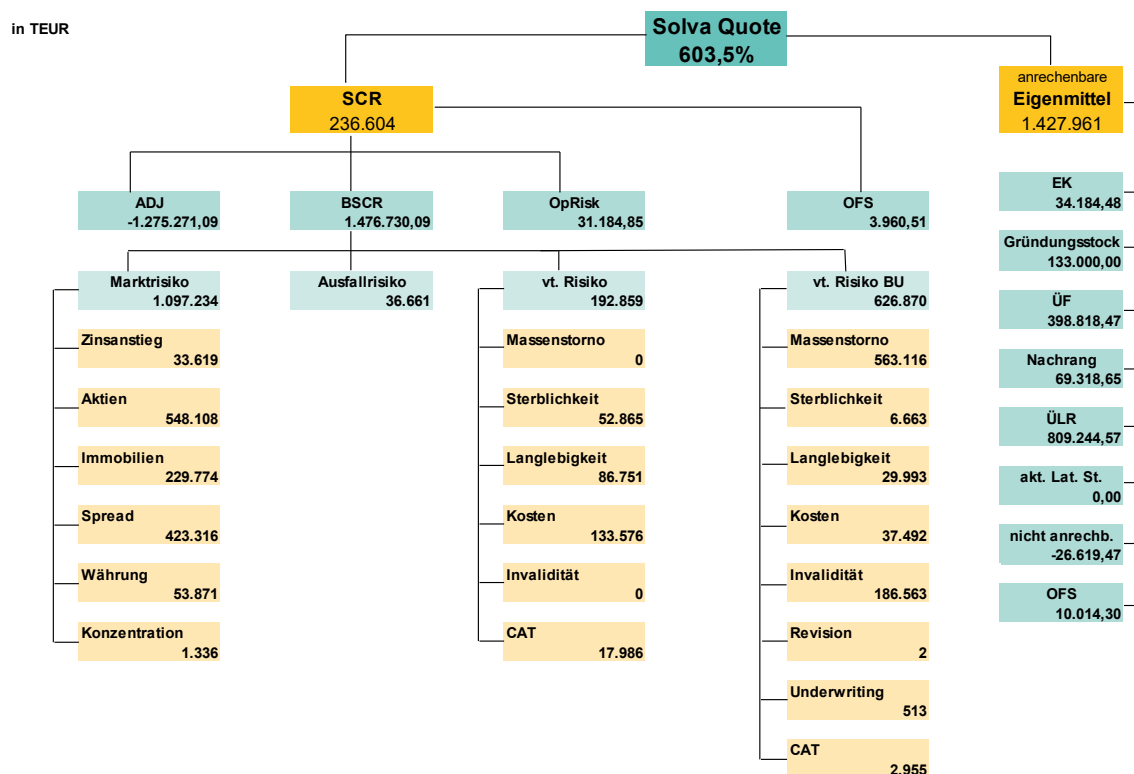 in TEUR
Solva Quote
603,5%
SCR
236.604
anrechenbare
Eigenmittel
1.427.961
ADJ
-1.275.271,09
BSCR
1.476.730,09
OpRisk
31.184,85
OFS
3.960,51
Marktrisiko
1.097.234
Ausfallrisiko
36.661
vt. Risiko
192.859
vt. Risiko BU
626.870
Zinsanstieg
33.619
Aktien
548.108
Immobilien
229.774
Spread
423.316
Währung
53.871
Konzentration
1.336
Massenstorno
0
Sterblichkeit
52.865
Langlebigkeit
86.751
Kosten
133.576
Invalidität
0
CAT
17.986
Massenstorno
563.116
Sterblichkeit
6.663
Langlebigkeit
29.993
Kosten
37.492
Invalidität
186.563
Revision
2
Underwriting
513
CAT
2.955
EK
34.184,48
Gründungsstock
133.000,00
ÜF
398.818,47
Nachrang
69.318,65
ÜLR
809.244,57
akt. Lat. St.
0,00
nicht anrechb.
-26.619,47
OFS
10.014,30